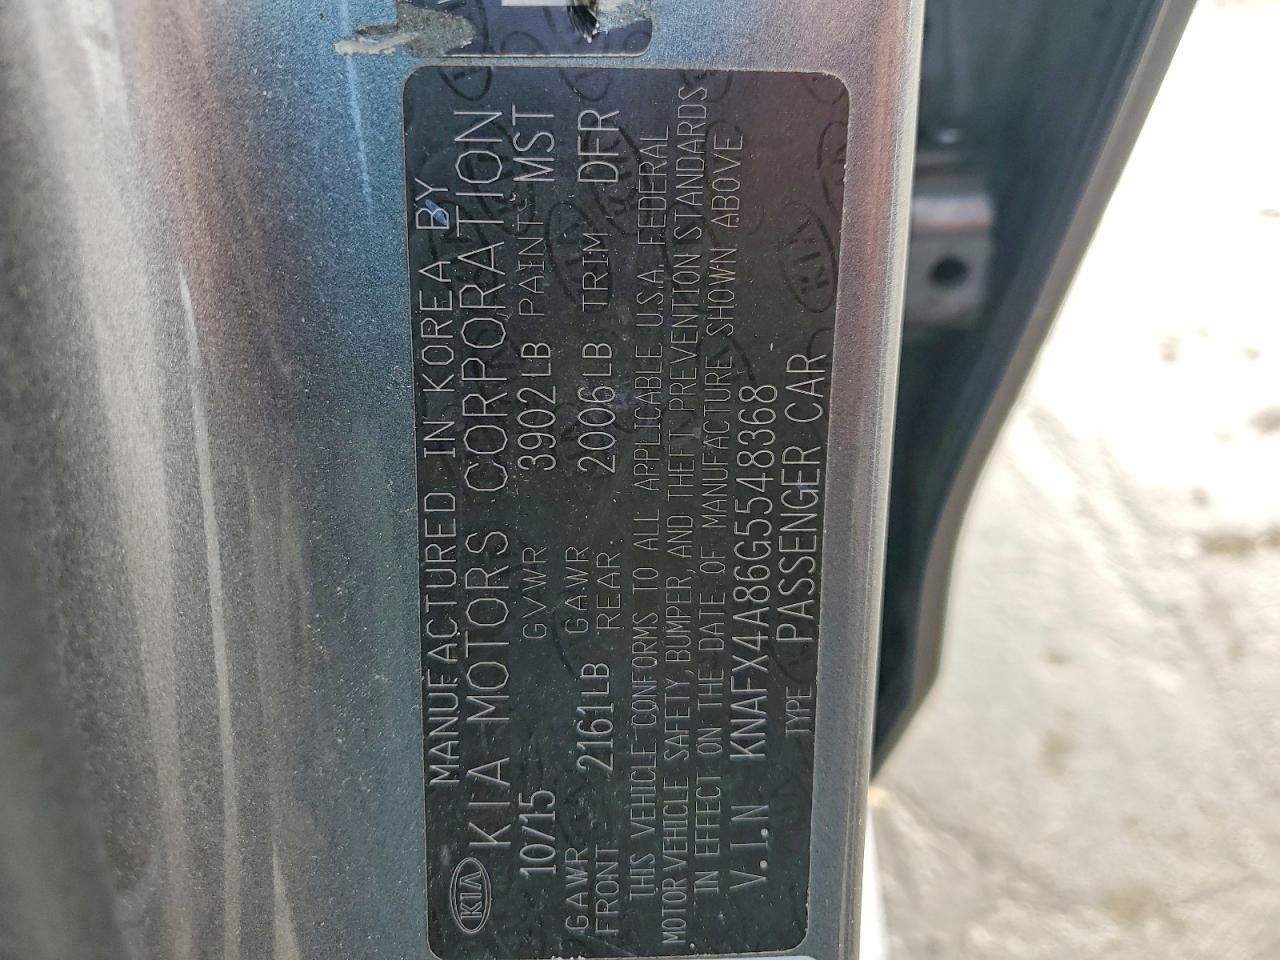 MANUFACTURED IN KOREA BY
KIA KIA MOTORS CORPORATION
10/15 GVWR 3902LB PAINT: MST
GAWR FRONT: 2161LB GAWR REAR: 2006LB TRIM: DFR
THIS VEHICLE CONFORMS TO ALL APPLICABLE U.S.A. FEDERAL
MOTOR VEHICLE SAFETY, BUMPER, AND THEFT PREVENTION STANDARDS
IN EFFECT ON THE DATE OF MANUFACTURE SHOWN ABOVE
V.I.N KNAFX4A86G5548368
TYPE PASSENGER CAR